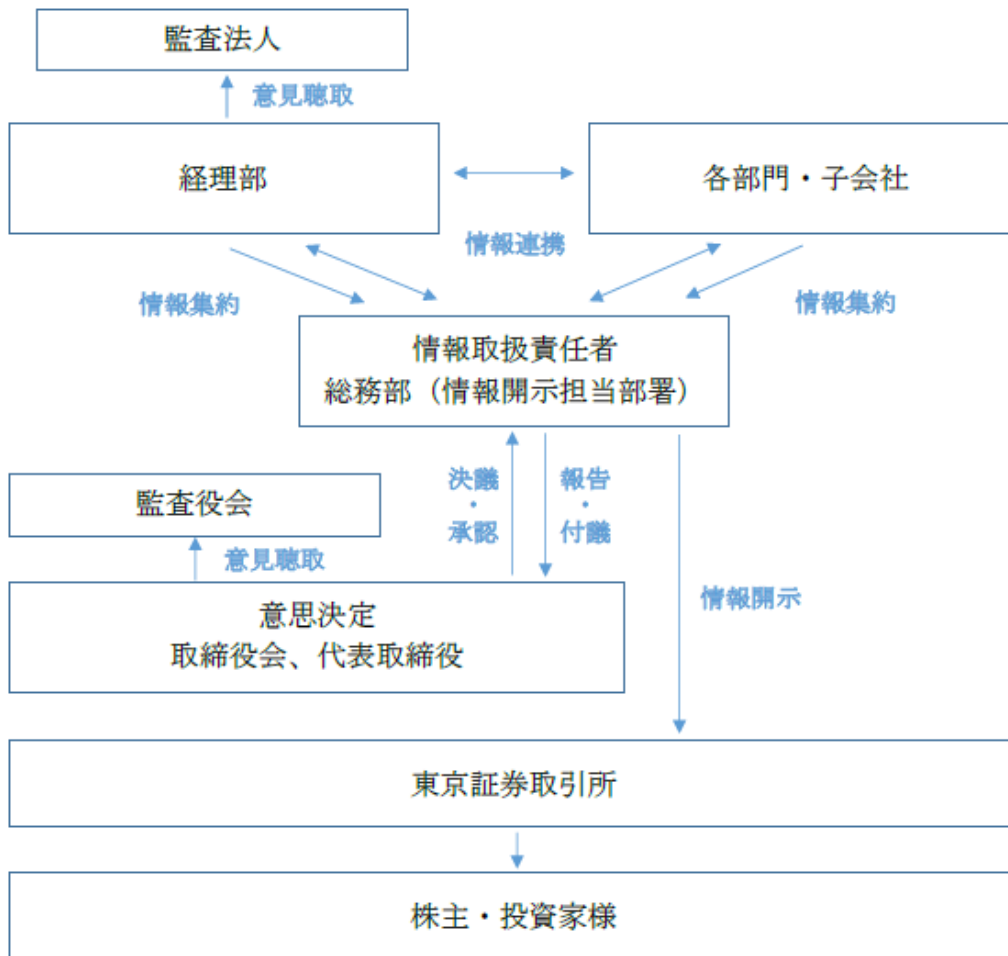 監査法人
意見聴取
経理部
各部門・子会社
情報連携
情報集約
情報集約
情報取扱責任者
総務部（情報開示担当部署）
決議
・
承認
報告
・
付議
監査役会
意見聴取
情報開示
意思決定
取締役会、代表取締役
東京証券取引所
株主・投資家様